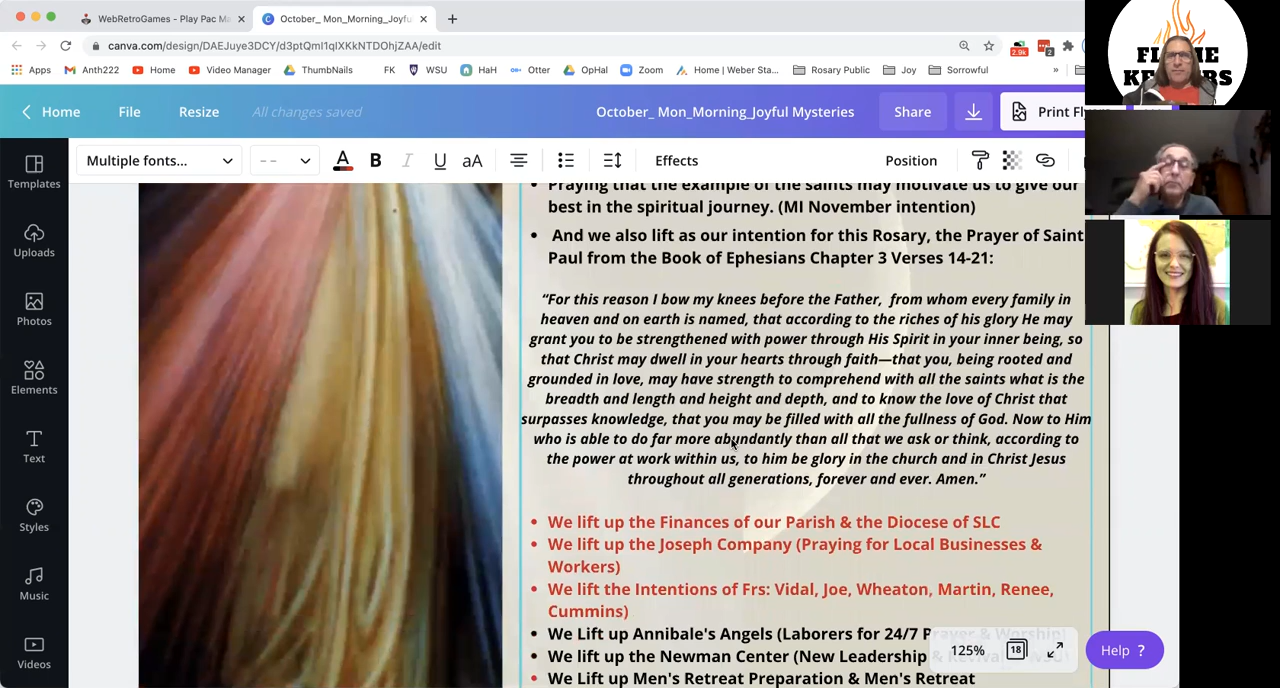 WebRetroGames - Play Pac Ma
October_ Mon_Morning_Joyfu
canva.com/design/DAEJuye3DCY/d3ptQml1qlXKkNTDOhjZAA/edit
2.9k
2
Apps
Anth222
Home
Video Manager
ThumbNails
FK
WSU
HaH
Otter
OpHal
Zoom
Home | Weber Sta...
Rosary Public
Joy
Sorrowful
»
Home
File
Resize
All changes saved
October_ Mon_Morning_Joyful Mysteries
Share
Print Fly
Multiple fonts...
– –
A
B
I
U
aA
Effects
Position
Templates
Uploads
Photos
Elements
Text
Styles
Music
Videos
• Praying that the example of the saints may motivate us to give our
best in the spiritual journey. (MI November intention)
• And we also lift as our intention for this Rosary, the Prayer of Saint
Paul from the Book of Ephesians Chapter 3 Verses 14-21:
“For this reason I bow my knees before the Father, from whom every family in
heaven and on earth is named, that according to the riches of his glory He may
grant you to be strengthened with power through His Spirit in your inner being, so
that Christ may dwell in your hearts through faith—that you, being rooted and
grounded in love, may have strength to comprehend with all the saints what is the
breadth and length and height and depth, and to know the love of Christ that
surpasses knowledge, that you may be filled with all the fullness of God. Now to Him
who is able to do far more abundantly than all that we ask or think, according to
the power at work within us, to him be glory in the church and in Christ Jesus
throughout all generations, forever and ever. Amen.”
• We lift up the Finances of our Parish & the Diocese of SLC
• We lift up the Joseph Company (Praying for Local Businesses &
Workers)
• We lift the Intentions of Frs: Vidal, Joe, Wheaton, Martin, Renee,
Cummins)
• We Lift up Annibale's Angels (Laborers for 24/7 Prayer & Worship)
• We lift up the Newman Center (New Leadership &
• We Lift up Men's Retreat Preparation & Men's Retreat
125%
18
Help ?